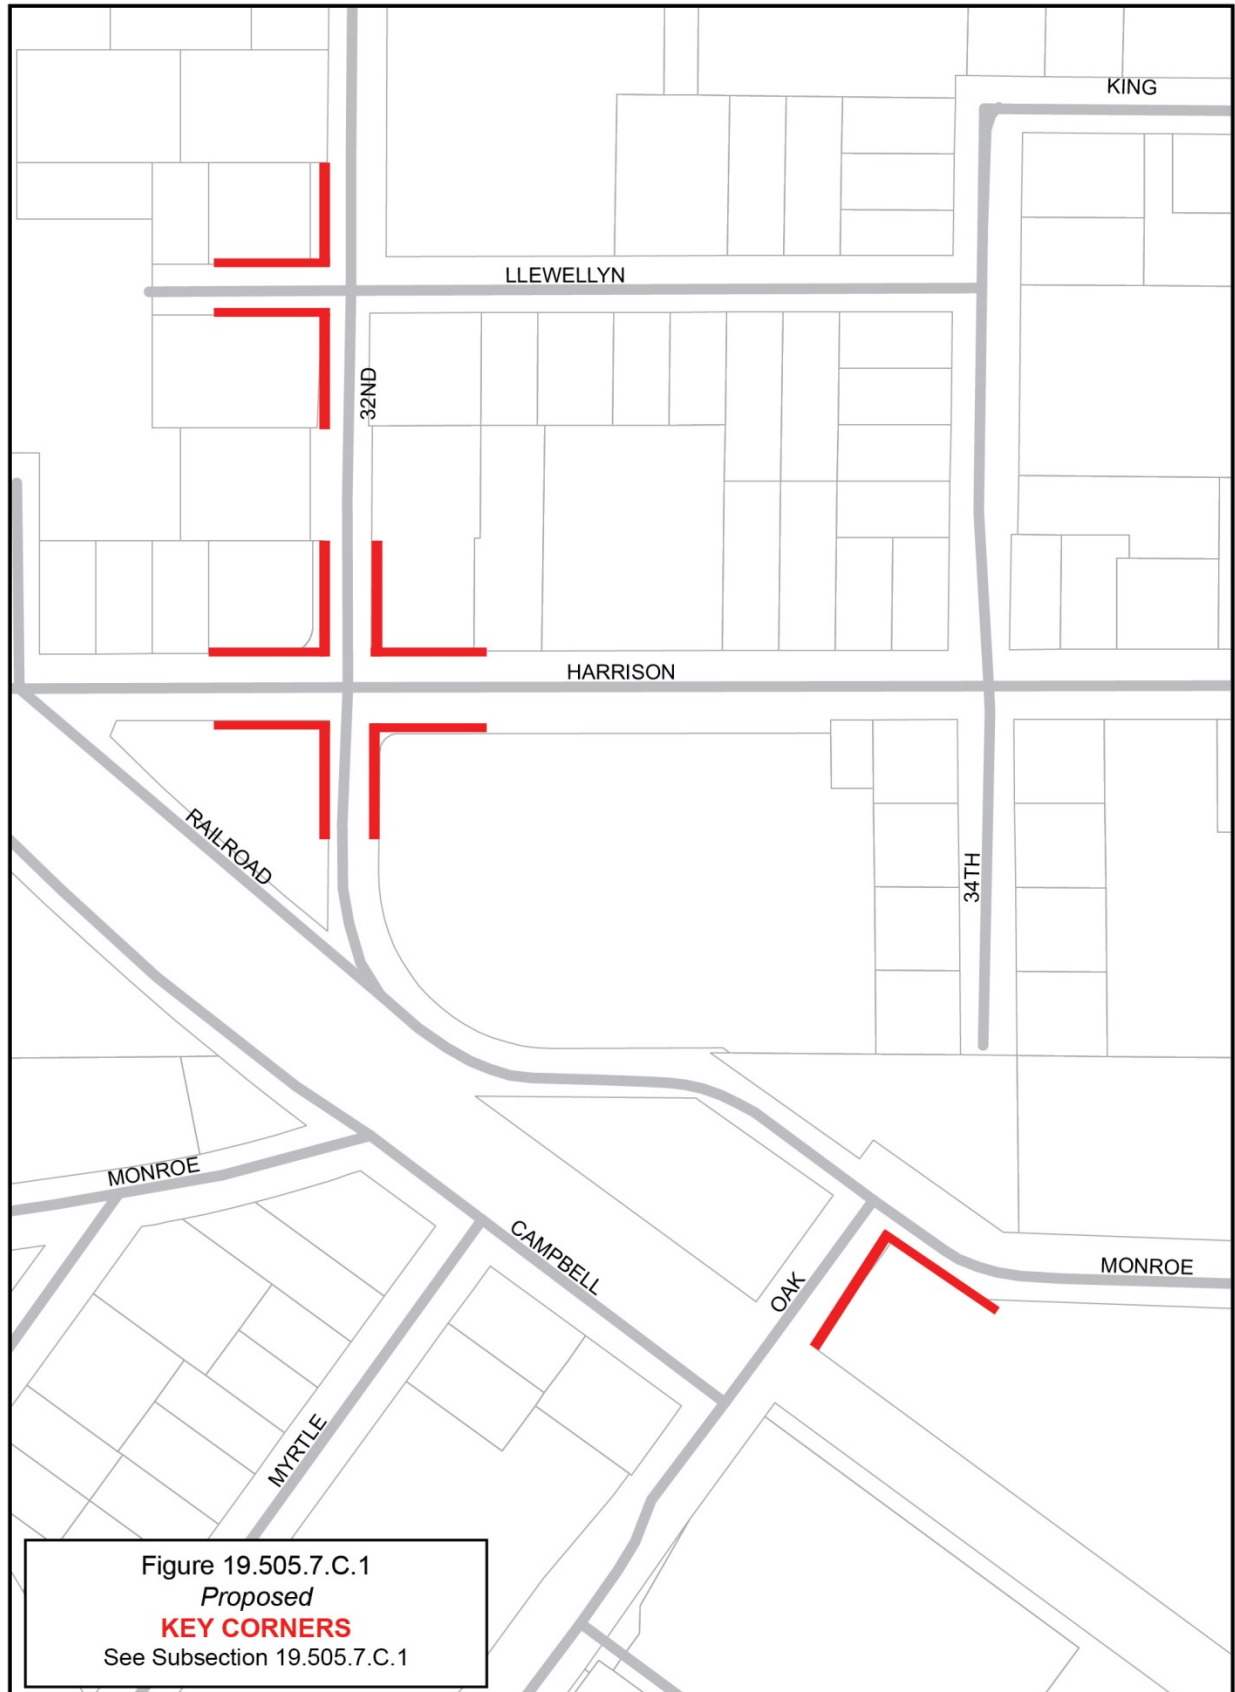 KING
LLEWELLYN
32ND
HARRISON
RAILROAD
34TH
MONROE
CAMPBELL
OAK
MONROE
MYRTLE
Figure 19.505.7.C.1
Proposed
KEY CORNERS
See Subsection 19.505.7.C.1